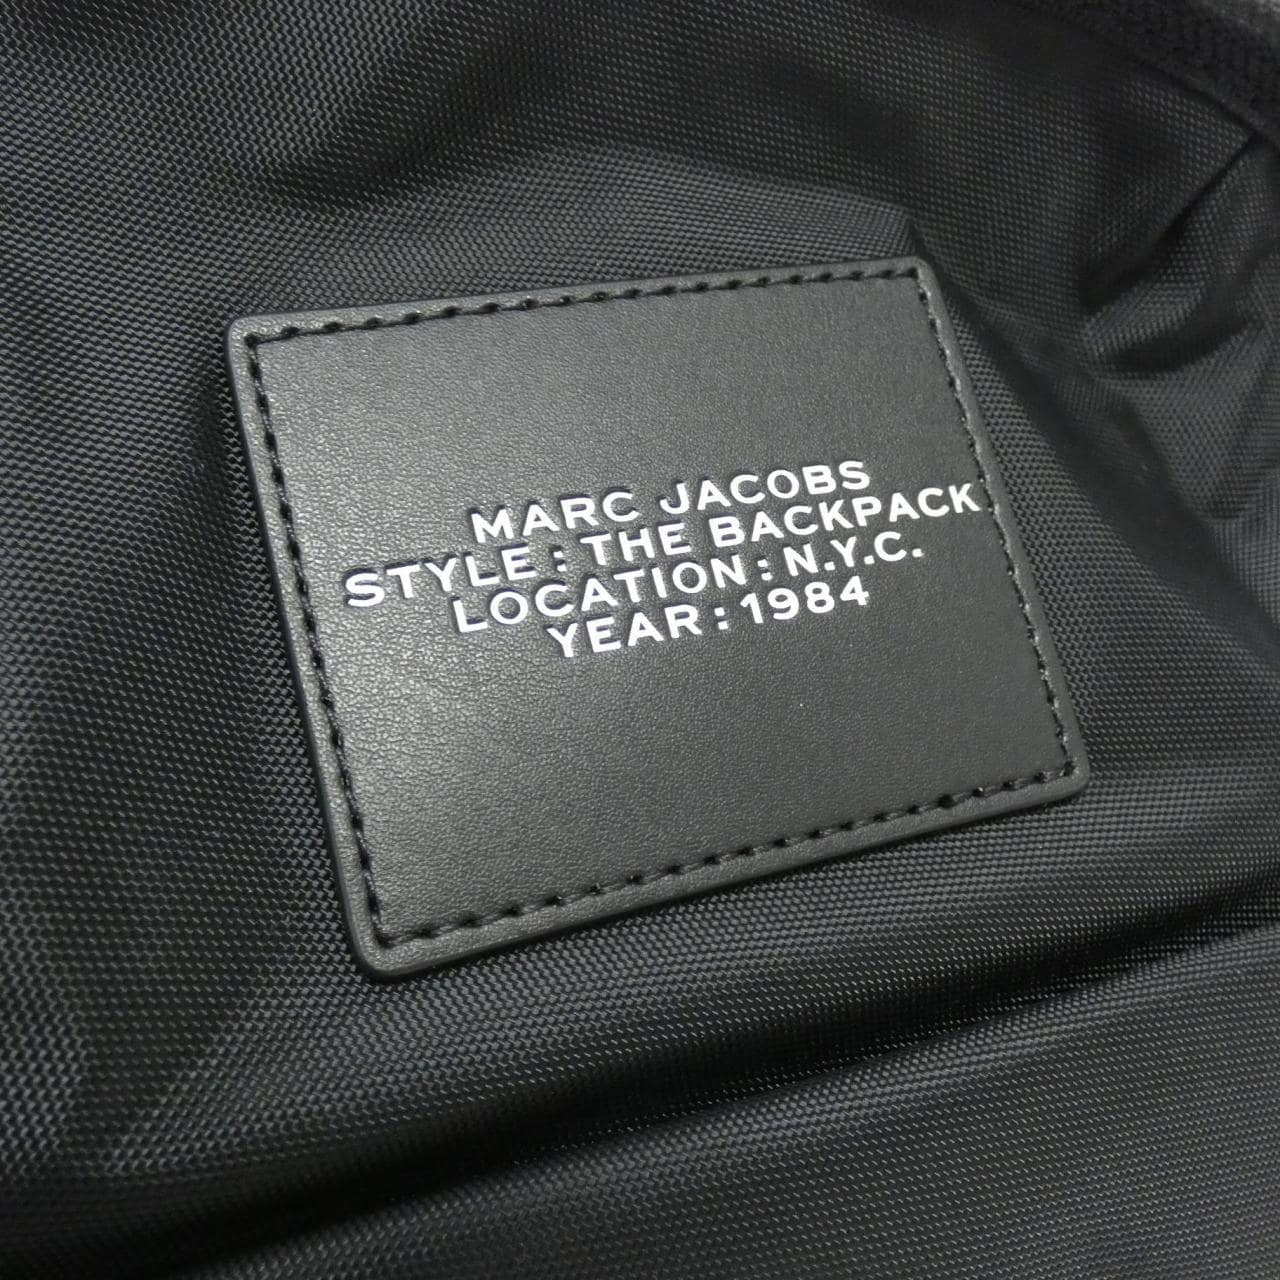 MARC JACOBS
STYLE : THE BACKPACK
LOCATION : N.Y.C.
YEAR : 1984